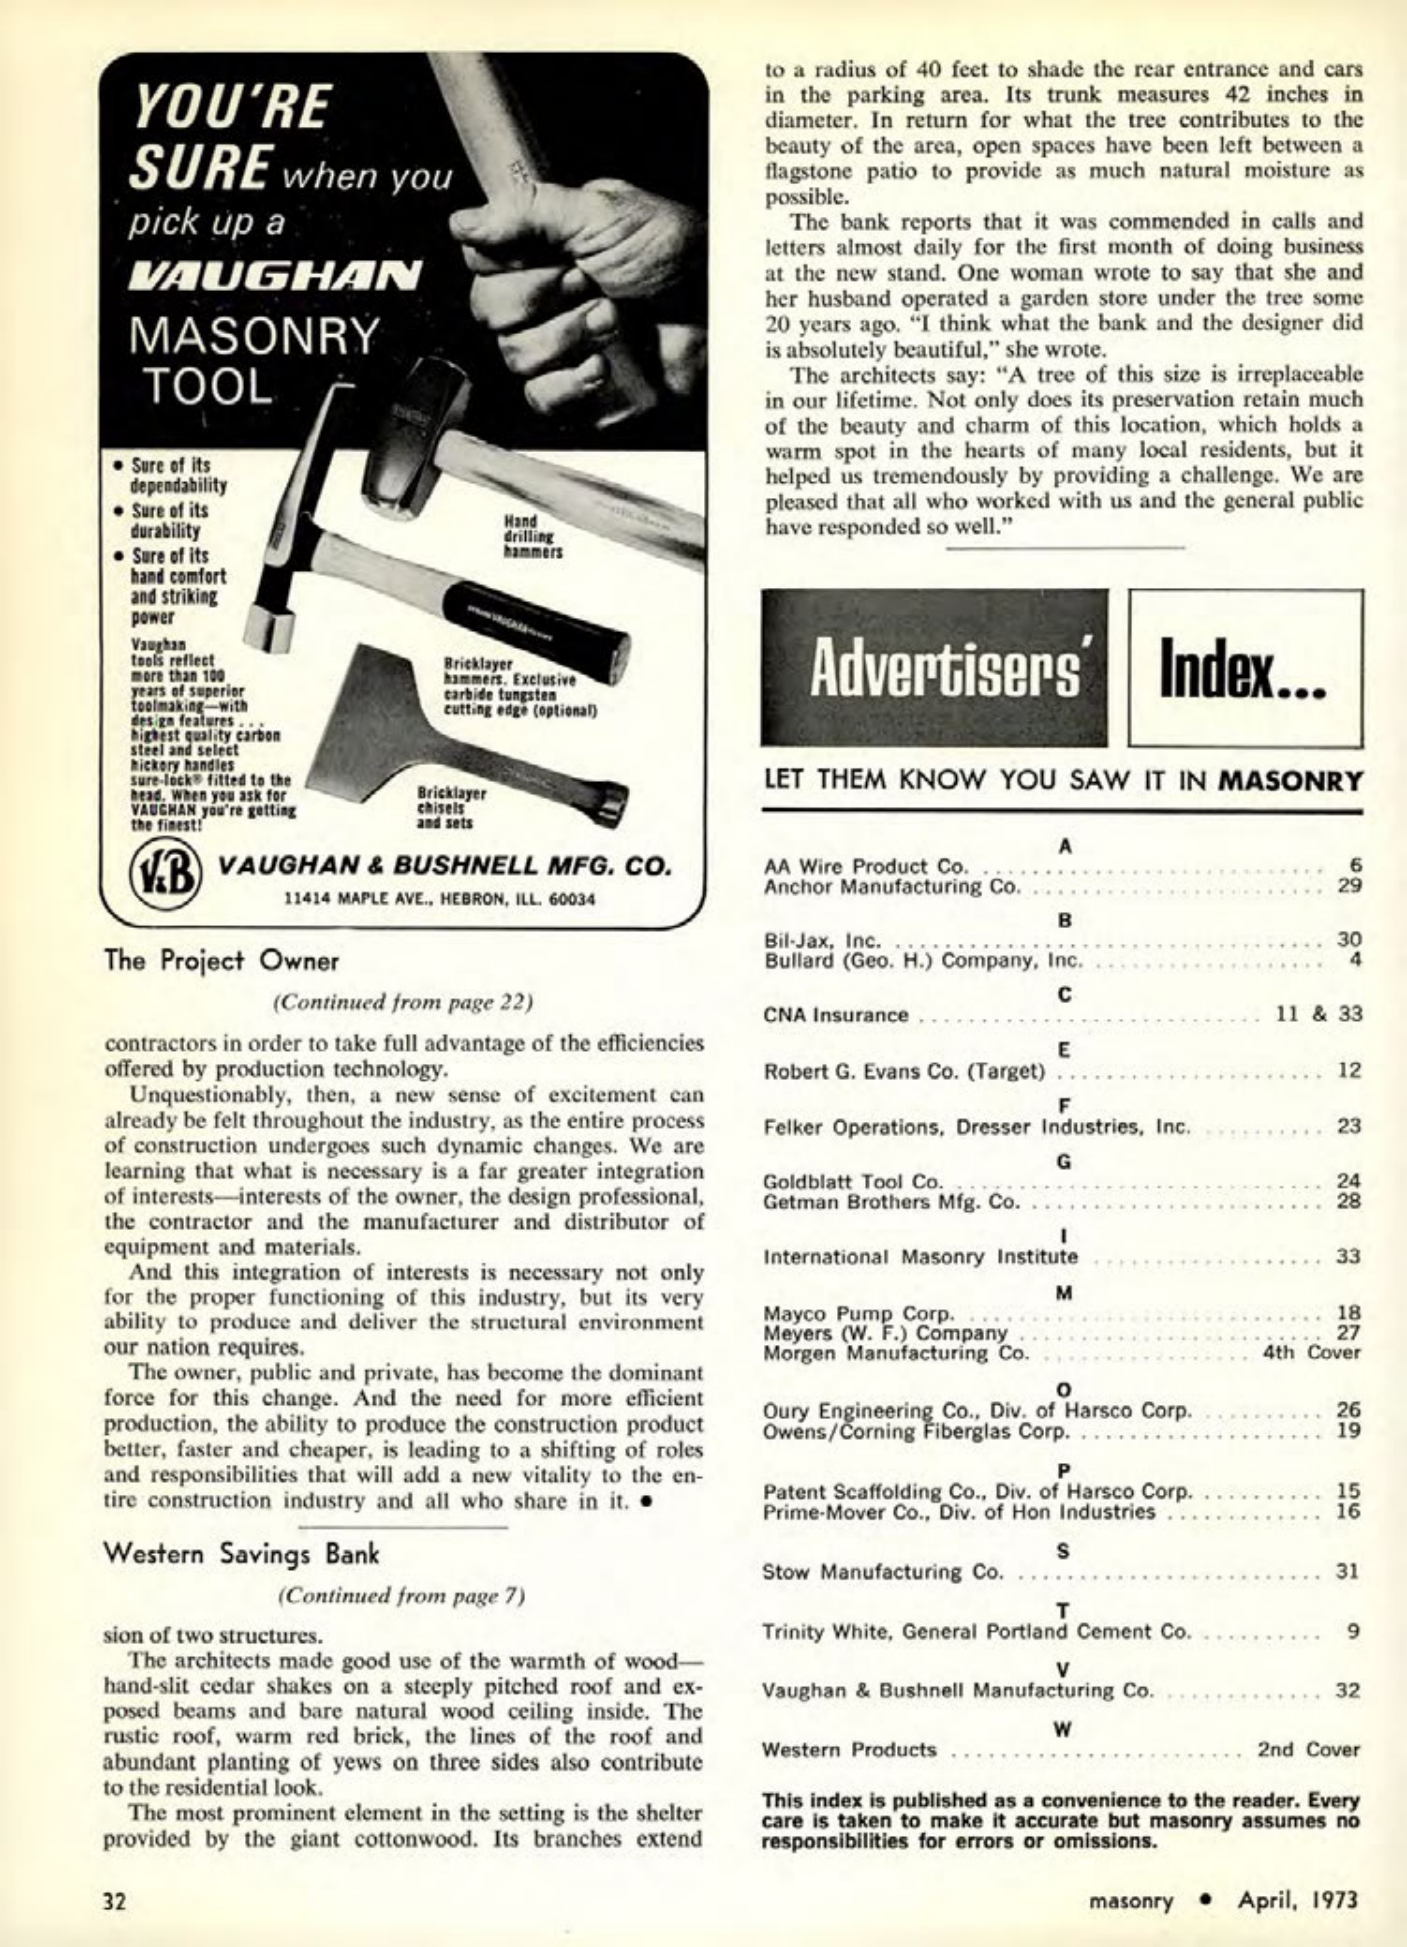 YOU'RE
SURE when you
pick up a
VAUGHAN
MASONRY
TOOL
• Sure of its
dependability
• Sure of its
durability
• Sure of its
hand comfort
and striking
power
Vaughan
tools reflect
more than 100
years of superior
toolmaking—with
design features . . .
highest quality carbon
steel and select
hickory handles
sure-lock® fitted to the
head. When you ask for
VAUGHAN you're getting
the finest!
Hand
drilling
hammers
Bricklayer
hammers. Exclusive
carbide tungsten
cutting edge (optional)
Bricklayer
chisels
and sets
V&B
VAUGHAN & BUSHNELL MFG. CO.
11414 MAPLE AVE., HEBRON, ILL. 60034
The Project Owner
(Continued from page 22)
contractors in order to take full advantage of the efficiencies
offered by production technology.
Unquestionably, then, a new sense of excitement can
already be felt throughout the industry, as the entire process
of construction undergoes such dynamic changes. We are
learning that what is necessary is a far greater integration
of interests—interests of the owner, the design professional,
the contractor and the manufacturer and distributor of
equipment and materials.
And this integration of interests is necessary not only
for the proper functioning of this industry, but its very
ability to produce and deliver the structural environment
our nation requires.
The owner, public and private, has become the dominant
force for this change. And the need for more efficient
production, the ability to produce the construction product
better, faster and cheaper, is leading to a shifting of roles
and responsibilities that will add a new vitality to the en-
tire construction industry and all who share in it. •
Western Savings Bank
(Continued from page 7)
sion of two structures.
The architects made good use of the warmth of wood—
hand-slit cedar shakes on a steeply pitched roof and ex-
posed beams and bare natural wood ceiling inside. The
rustic roof, warm red brick, the lines of the roof and
abundant planting of yews on three sides also contribute
to the residential look.
The most prominent element in the setting is the shelter
provided by the giant cottonwood. Its branches extend
to a radius of 40 feet to shade the rear entrance and cars
in the parking area. Its trunk measures 42 inches in
diameter. In return for what the tree contributes to the
beauty of the area, open spaces have been left between a
flagstone patio to provide as much natural moisture as
possible.
The bank reports that it was commended in calls and
letters almost daily for the first month of doing business
at the new stand. One woman wrote to say that she and
her husband operated a garden store under the tree some
20 years ago. "I think what the bank and the designer did
is absolutely beautiful," she wrote.
The architects say: "A tree of this size is irreplaceable
in our lifetime. Not only does its preservation retain much
of the beauty and charm of this location, which holds a
warm spot in the hearts of many local residents, but it
helped us tremendously by providing a challenge. We are
pleased that all who worked with us and the general public
have responded so well."
Advertisers' Index...
LET THEM KNOW YOU SAW IT IN MASONRY
A
AA Wire Product Co. . . . . . . . . . . 6
Anchor Manufacturing Co. . . . . . . . . . . 29
B
Bil-Jax, Inc. . . . . . . . . . . 30
Bullard (Geo. H.) Company, Inc. . . . . . . . . . . 4
C
CNA Insurance . . . . . . . . . . 11 & 33
E
Robert G. Evans Co. (Target) . . . . . . . . . . 12
F
Felker Operations, Dresser Industries, Inc. . . . . . . . . . . 23
G
Goldblatt Tool Co. . . . . . . . . . . 24
Getman Brothers Mfg. Co. . . . . . . . . . . 28
I
International Masonry Institute . . . . . . . . . . 33
M
Mayco Pump Corp. . . . . . . . . . . 18
Meyers (W. F.) Company . . . . . . . . . . 27
Morgen Manufacturing Co. . . . . . . . . . . 4th Cover
O
Oury Engineering Co., Div. of Harsco Corp. . . . . . . . . . . 26
Owens/Corning Fiberglas Corp. . . . . . . . . . . 19
P
Patent Scaffolding Co., Div. of Harsco Corp. . . . . . . . . . . 15
Prime-Mover Co., Div. of Hon Industries . . . . . . . . . . 16
S
Stow Manufacturing Co. . . . . . . . . . . 31
T
Trinity White, General Portland Cement Co. . . . . . . . . . . 9
V
Vaughan & Bushnell Manufacturing Co. . . . . . . . . . . 32
W
Western Products . . . . . . . . . . 2nd Cover
This index is published as a convenience to the reader. Every
care is taken to make it accurate but masonry assumes no
responsibilities for errors or omissions.
32
masonry • April, 1973